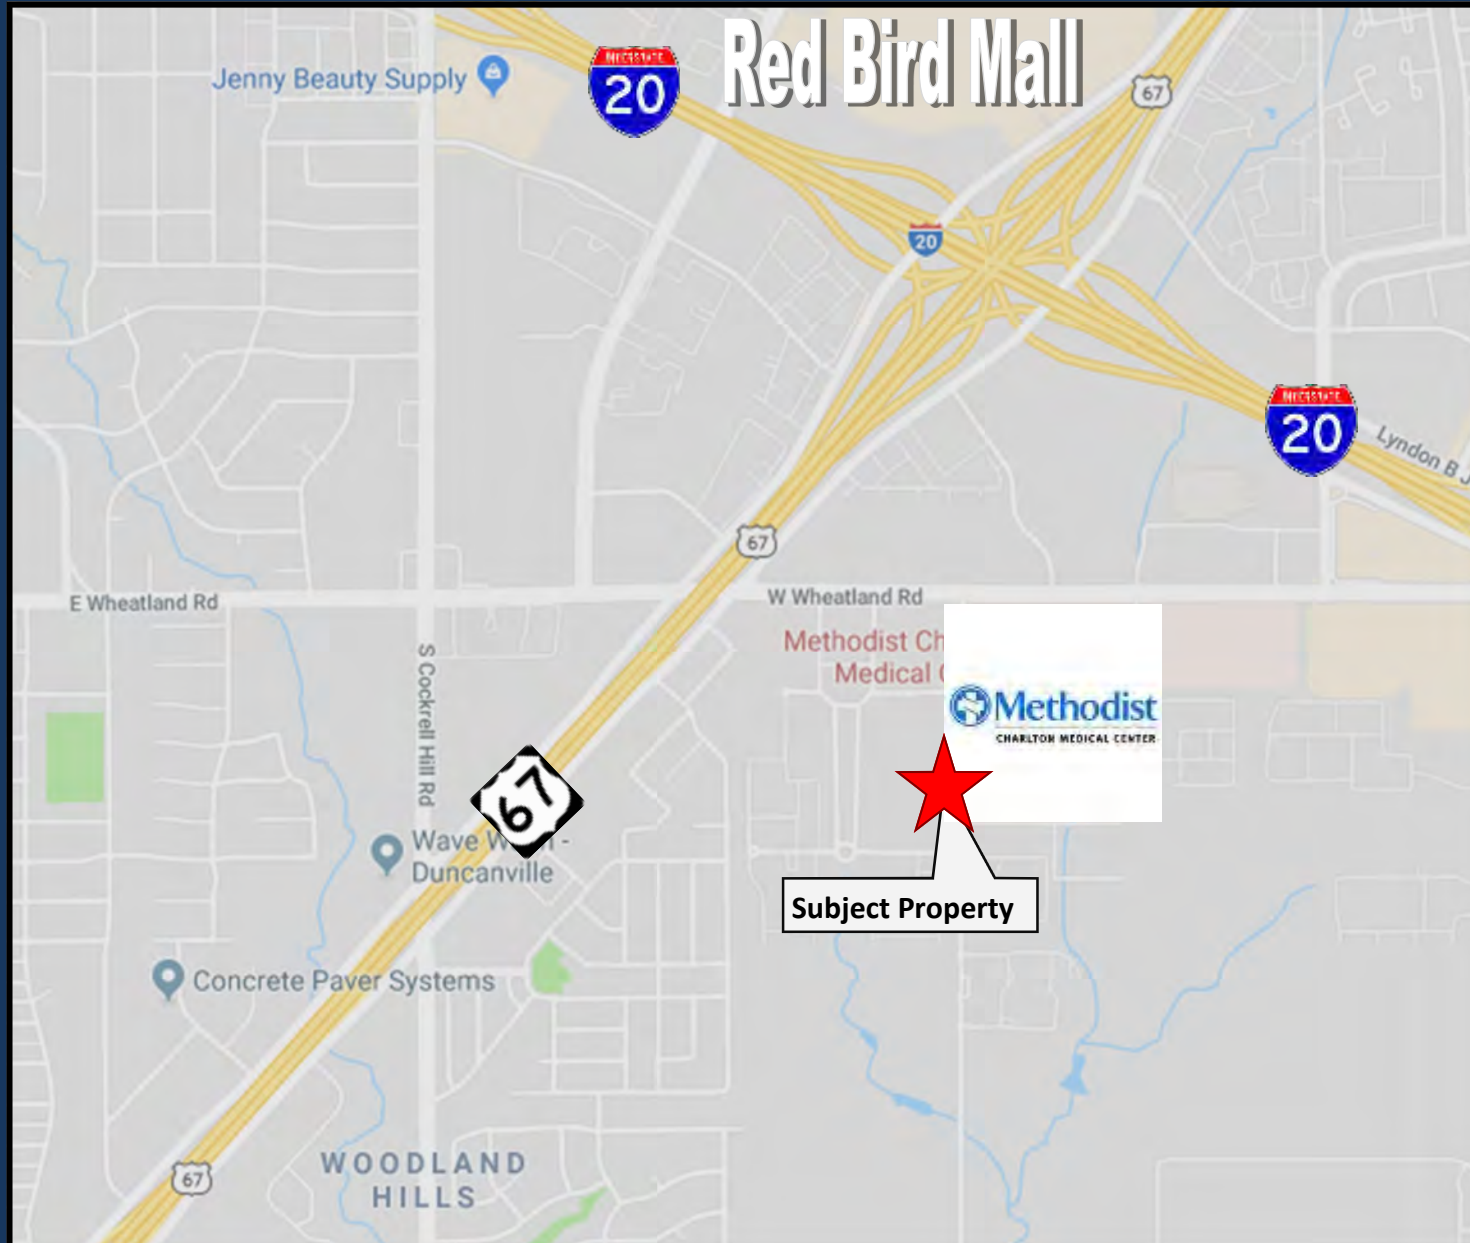 Red Bird Mall
INTERSTATE
20
Jenny Beauty Supply
67
20
INTERSTATE
20
Lyndon B J
67
E Wheatland Rd
W Wheatland Rd
Methodist Ch
Medical
S Cockrell Hill Rd
Methodist
CHARLTON MEDICAL CENTER
67
Wave W
Duncanville
Subject Property
Concrete Paver Systems
WOODLAND
HILLS
67